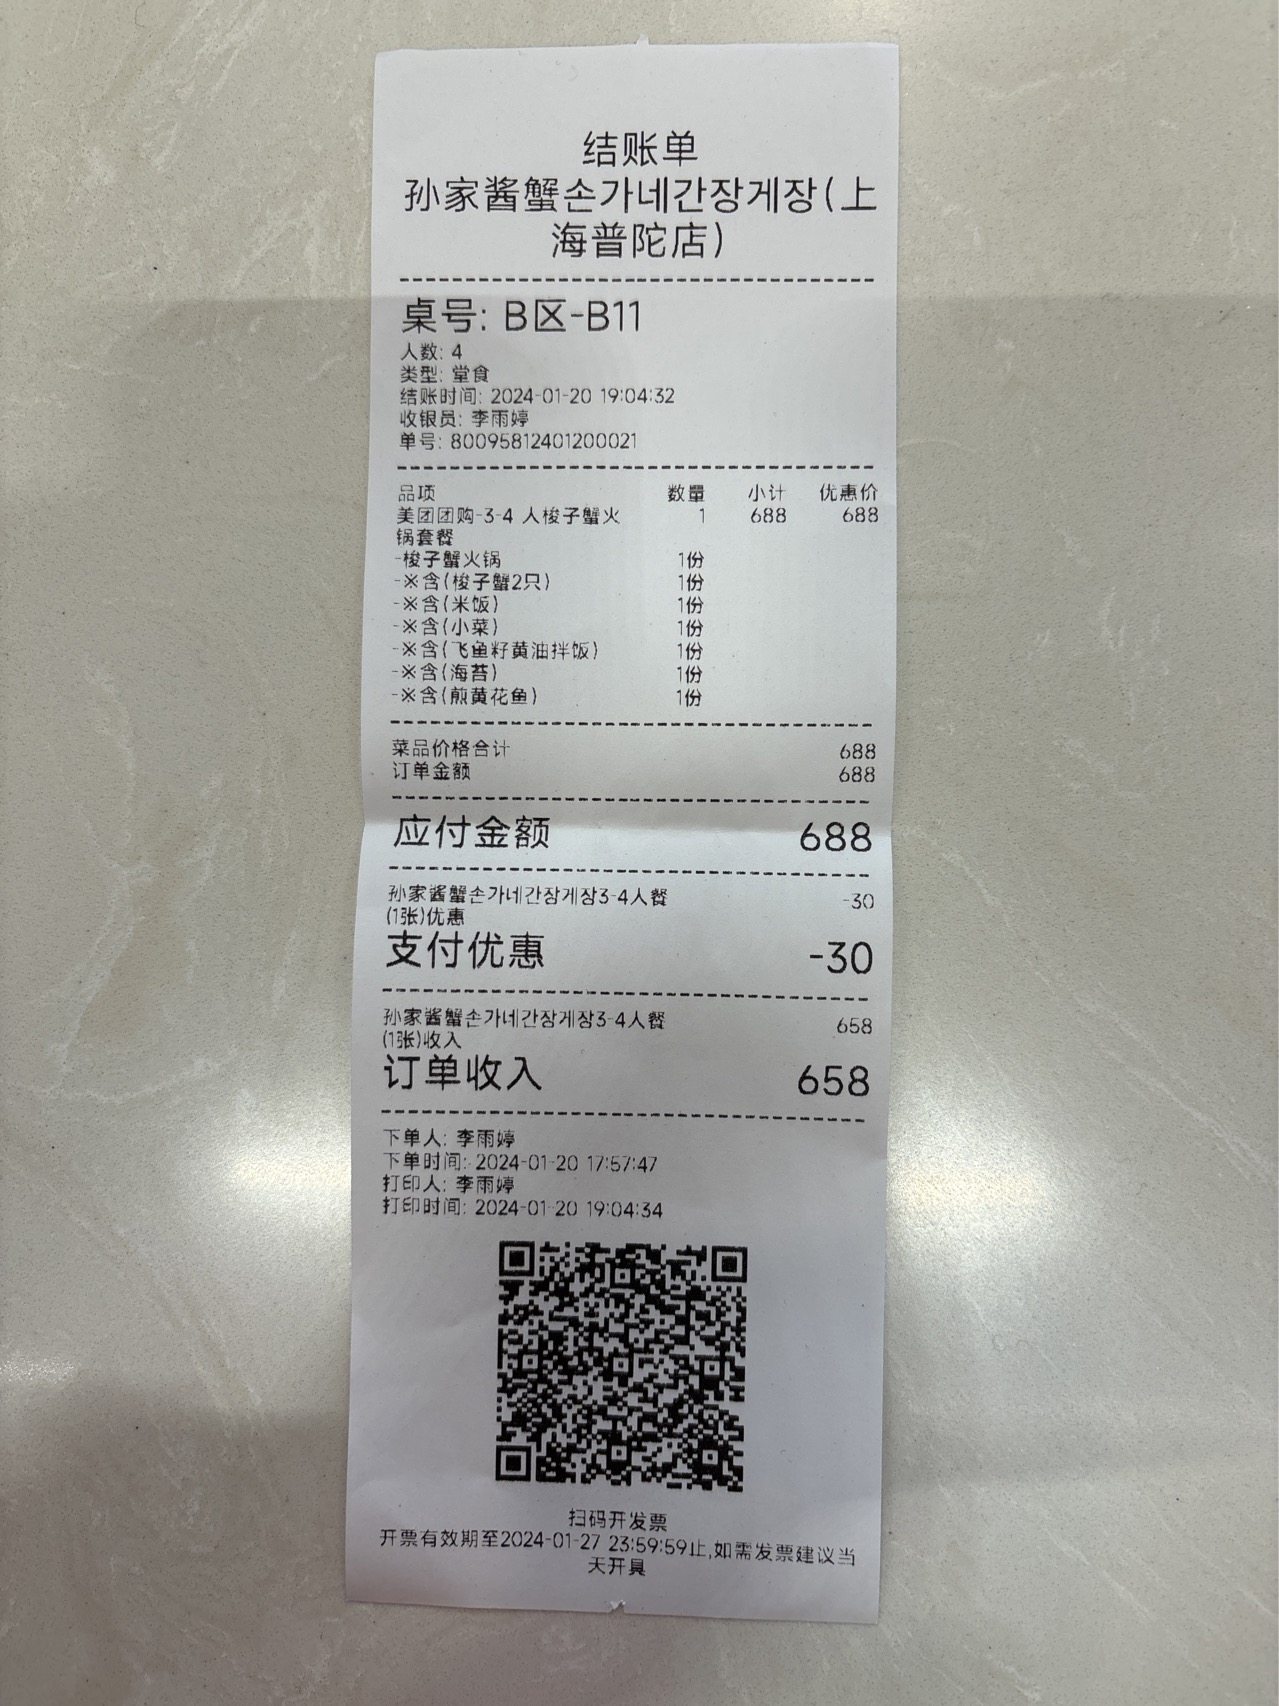 结账单
孙家酱蟹손가네간장게장(上
海普陀店)
桌号: B区-B11
人数: 4
类型: 堂食
结账时间: 2024-01-20 19:04:32
收银员: 李雨婷
单号: 80095812401200021
品项 数量 小计 优惠价
美团团购-3-4 人梭子蟹火 1 688 688
锅套餐
-梭子蟹火锅 1份
-※含(梭子蟹2只) 1份
-※含(米饭) 1份
-※含(小菜) 1份
-※含(飞鱼籽黄油拌饭) 1份
-※含(海苔) 1份
-※含(煎黄花鱼) 1份
菜品价格合计 688
订单金额 688
应付金额 688
孙家酱蟹손가네간장게장3-4人餐 -30
(1张)优惠
支付优惠 -30
孙家酱蟹손가네간장게장3-4人餐 658
(1张)收入
订单收入 658
下单人: 李雨婷
下单时间: 2024-01-20 17:57:47
打印人: 李雨婷
打印时间: 2024-01-20 19:04:34
扫码开发票
开票有效期至2024-01-27 23:59:59止,如需发票建议当
天开具